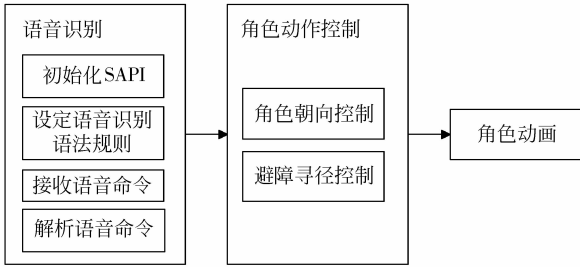 语音识别
初始化SAPI
设定语音识别
语法规则
接收语音命令
解析语音命令
角色动作控制
角色朝向控制
避障寻径控制
角色动画